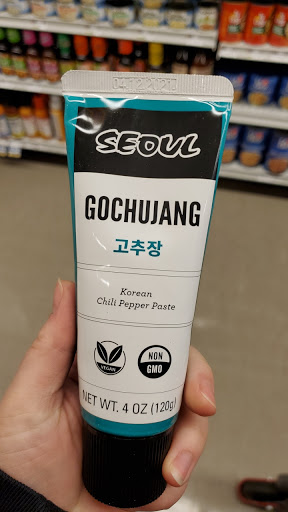 SEOUL
GOCHUJANG
고추장
Korean
Chili Pepper Paste
VEGAN
NON
GMO
NET WT. 4 OZ (120g)